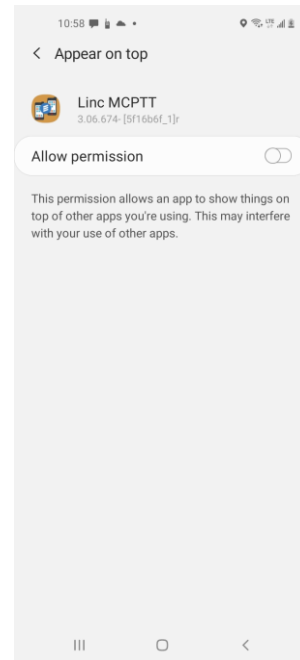 10:58
Appear on top
Linc MCPTT
3.06.674- [5f16b6f_1]r
Allow permission
This permission allows an app to show things on
top of other apps you're using. This may interfere
with your use of other apps.